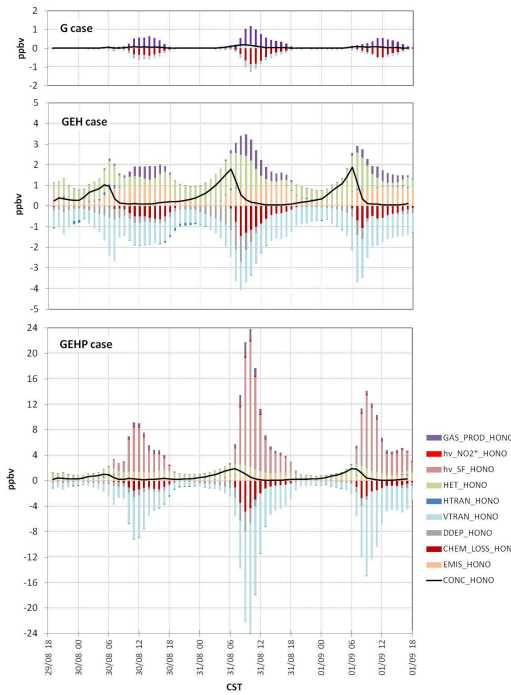 G case
2
1
0
-1
-2
ppbv
GEH case
5
4
3
2
1
0
-1
-2
-3
-4
-5
ppbv
GEHP case
24
20
16
12
8
4
0
-4
-8
-12
-16
-20
-24
ppbv
29/08 18
30/08 00
30/08 06
30/08 12
30/08 18
31/08 00
31/08 06
31/08 12
31/08 18
01/09 00
01/09 06
01/09 12
01/09 18
CST
GAS_PROD_HONO
hv_NO2*_HONO
hv_SF_HONO
HET_HONO
HTRAN_HONO
VTRAN_HONO
DDEP_HONO
CHEM_LOSS_HONO
EMIS_HONO
CONC_HONO